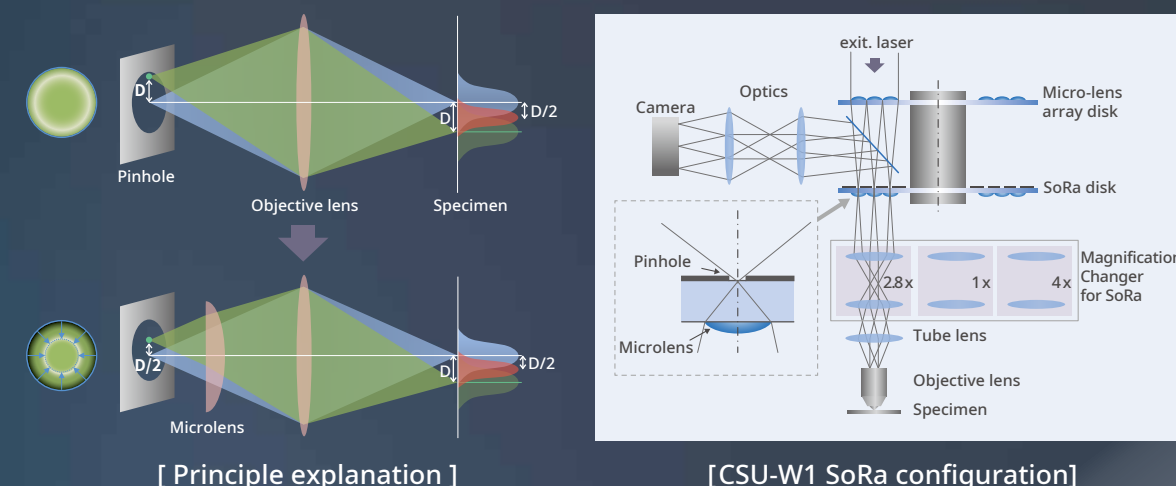 D
D
D/2
Pinhole
Objective lens
Specimen
D/2
D
D/2
Microlens
[ Principle explanation ]
exit. laser
Camera
Optics
Micro-lens
array disk
SoRa disk
Pinhole
Microlens
2.8x
1x
4x
Magnification
Changer
for SoRa
Tube lens
Objective lens
Specimen
[CSU-W1 SoRa configuration]